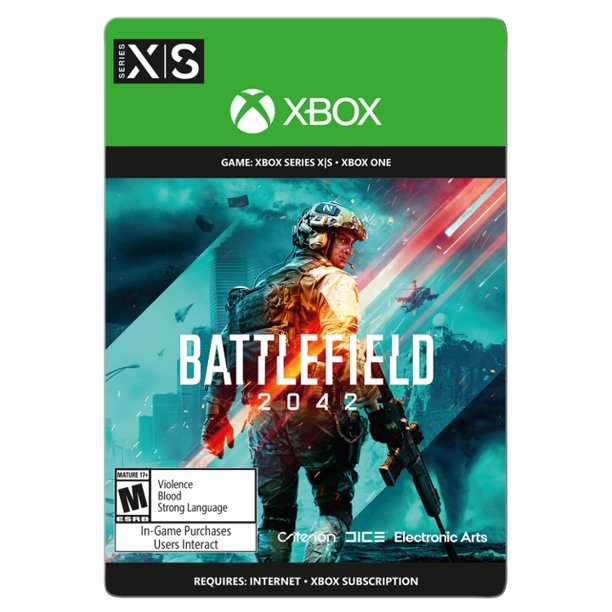 SERIES X|S
XBOX
GAME: XBOX SERIES X|S • XBOX ONE
N
BATTLEFIELD
2042
MATURE 17+
M
ESRB
Violence
Blood
Strong Language
In-Game Purchases
Users Interact
Criterion DICE Electronic Arts
REQUIRES: INTERNET • XBOX SUBSCRIPTION